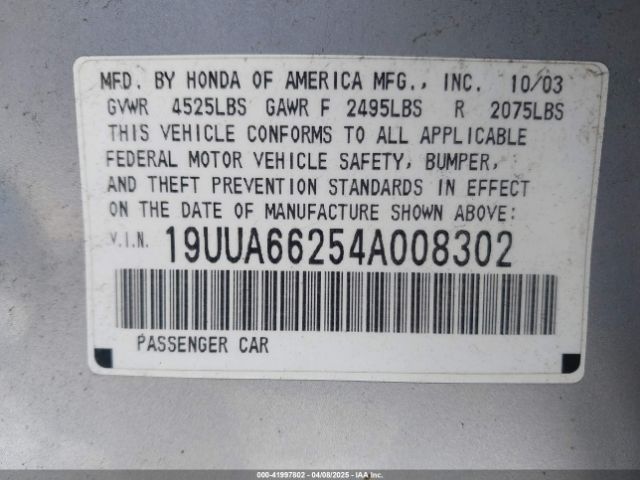 MFD. BY HONDA OF AMERICA MFG., INC. 10/03
GVWR 4525LBS GAWR F 2495LBS R 2075LBS
THIS VEHICLE CONFORMS TO ALL APPLICABLE
FEDERAL MOTOR VEHICLE SAFETY, BUMPER,
AND THEFT PREVENTION STANDARDS IN EFFECT
ON THE DATE OF MANUFACTURE SHOWN ABOVE:
V.I.N. 19UUA66254A008302
PASSENGER CAR
000-41997802 | 04/08/2025 | IAA, Inc.